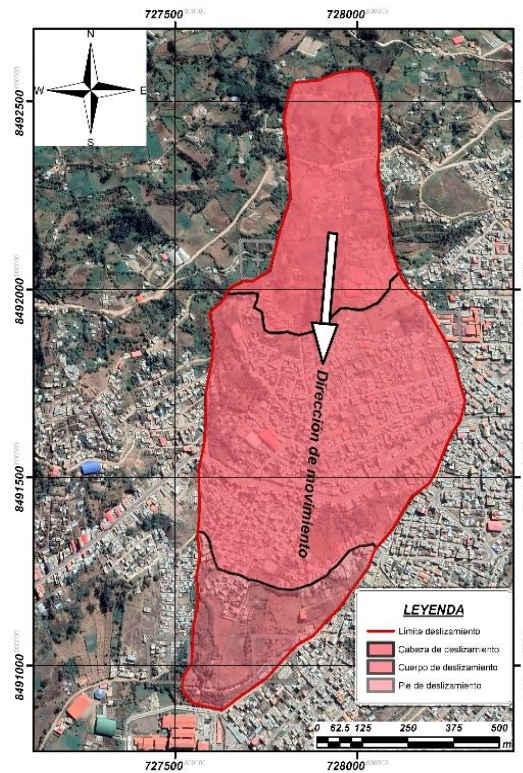 727500
728000
N
W E
S
8492500
8492000
8491500
8491000
Dirección de movimiento
LEYENDA
Límite deslizamiento
Cabeza de deslizamiento
Cuerpo de deslizamiento
Pie de deslizamiento
0 62.5 125 250 375 500
m
727500
728000